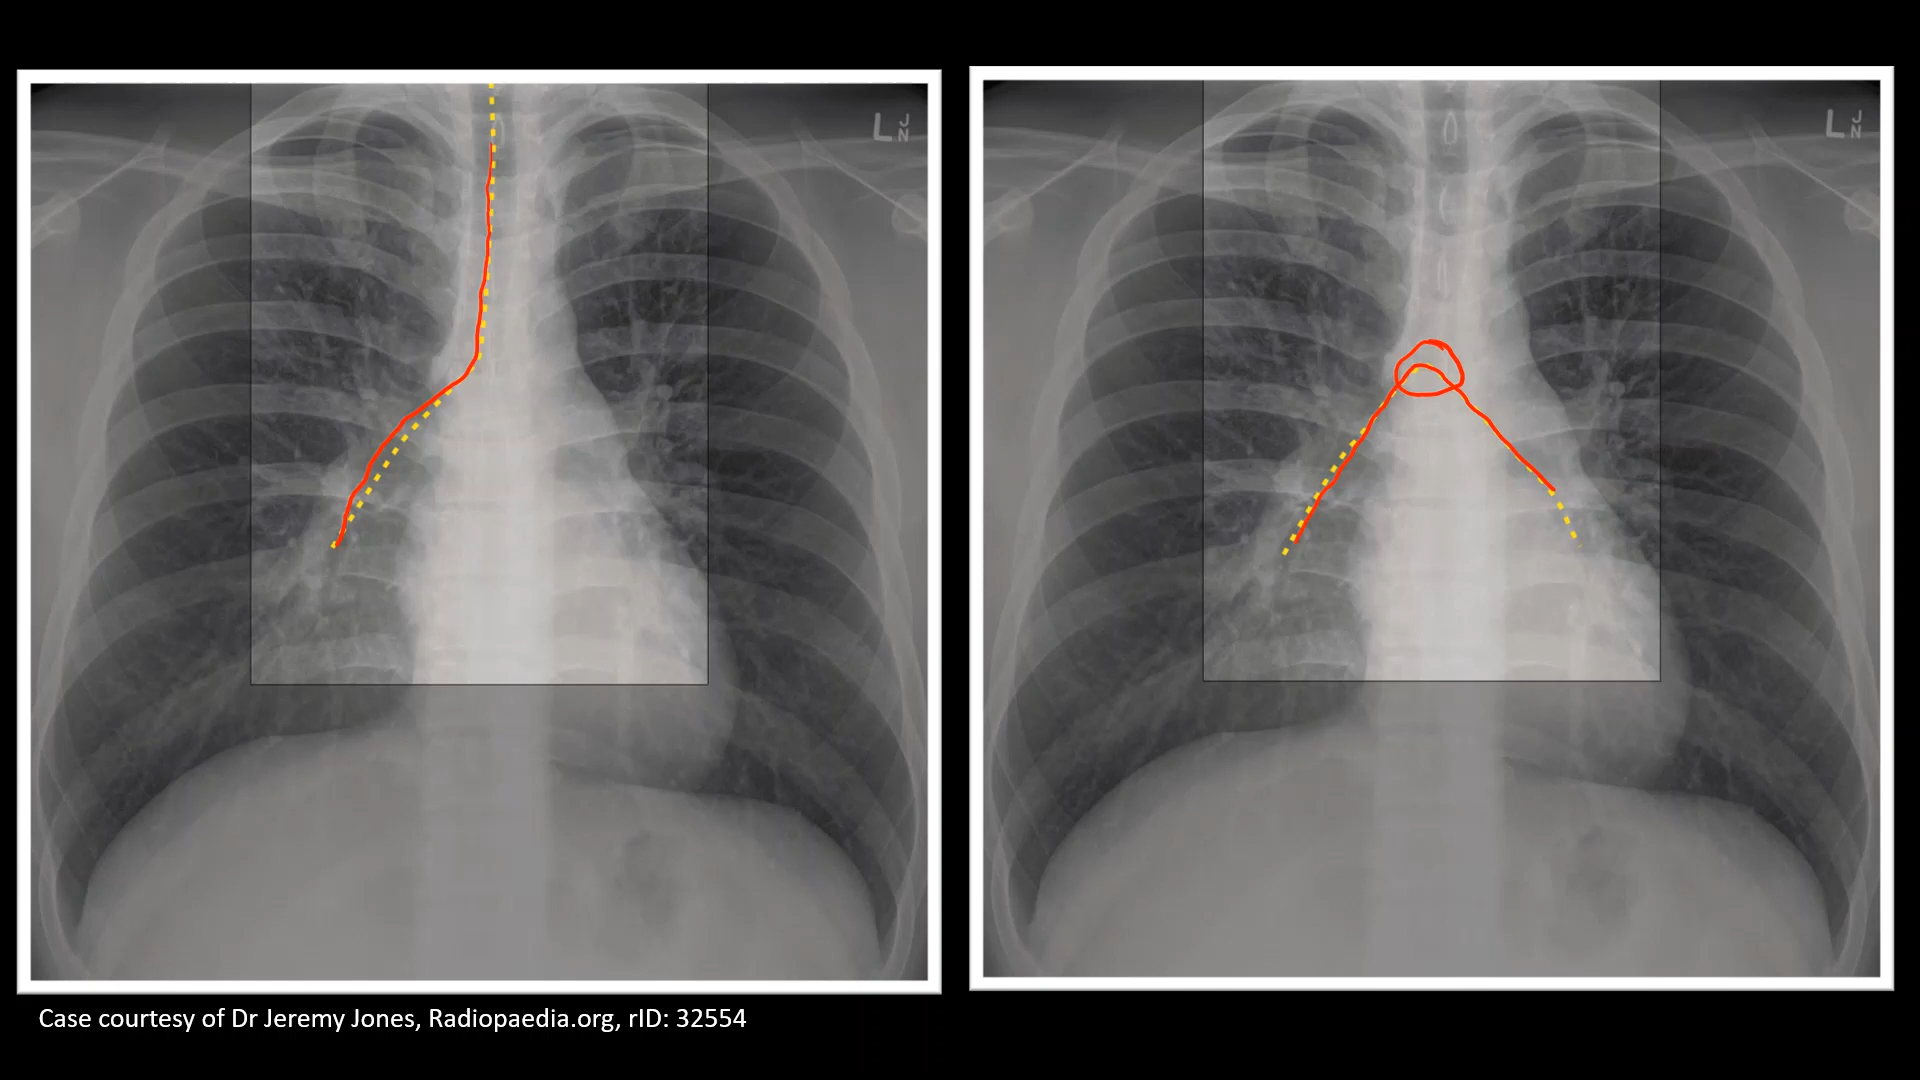 L J N
L J N
Case courtesy of Dr Jeremy Jones, Radiopaedia.org, rID: 32554